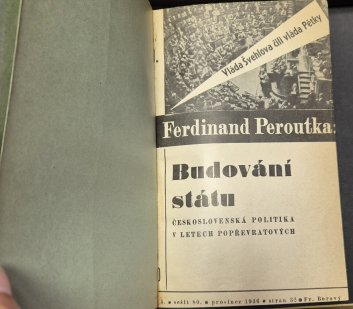 Vláda Švehlova čili vláda Pětky
Ferdinand Peroutka:
Budování
státu
ČESKOSLOVENSKÁ POLITIKA
V LETECH POPŘEVRATOVÝCH
sešit 80. • prosinec 1936 • stran 32 • Fr. Borový